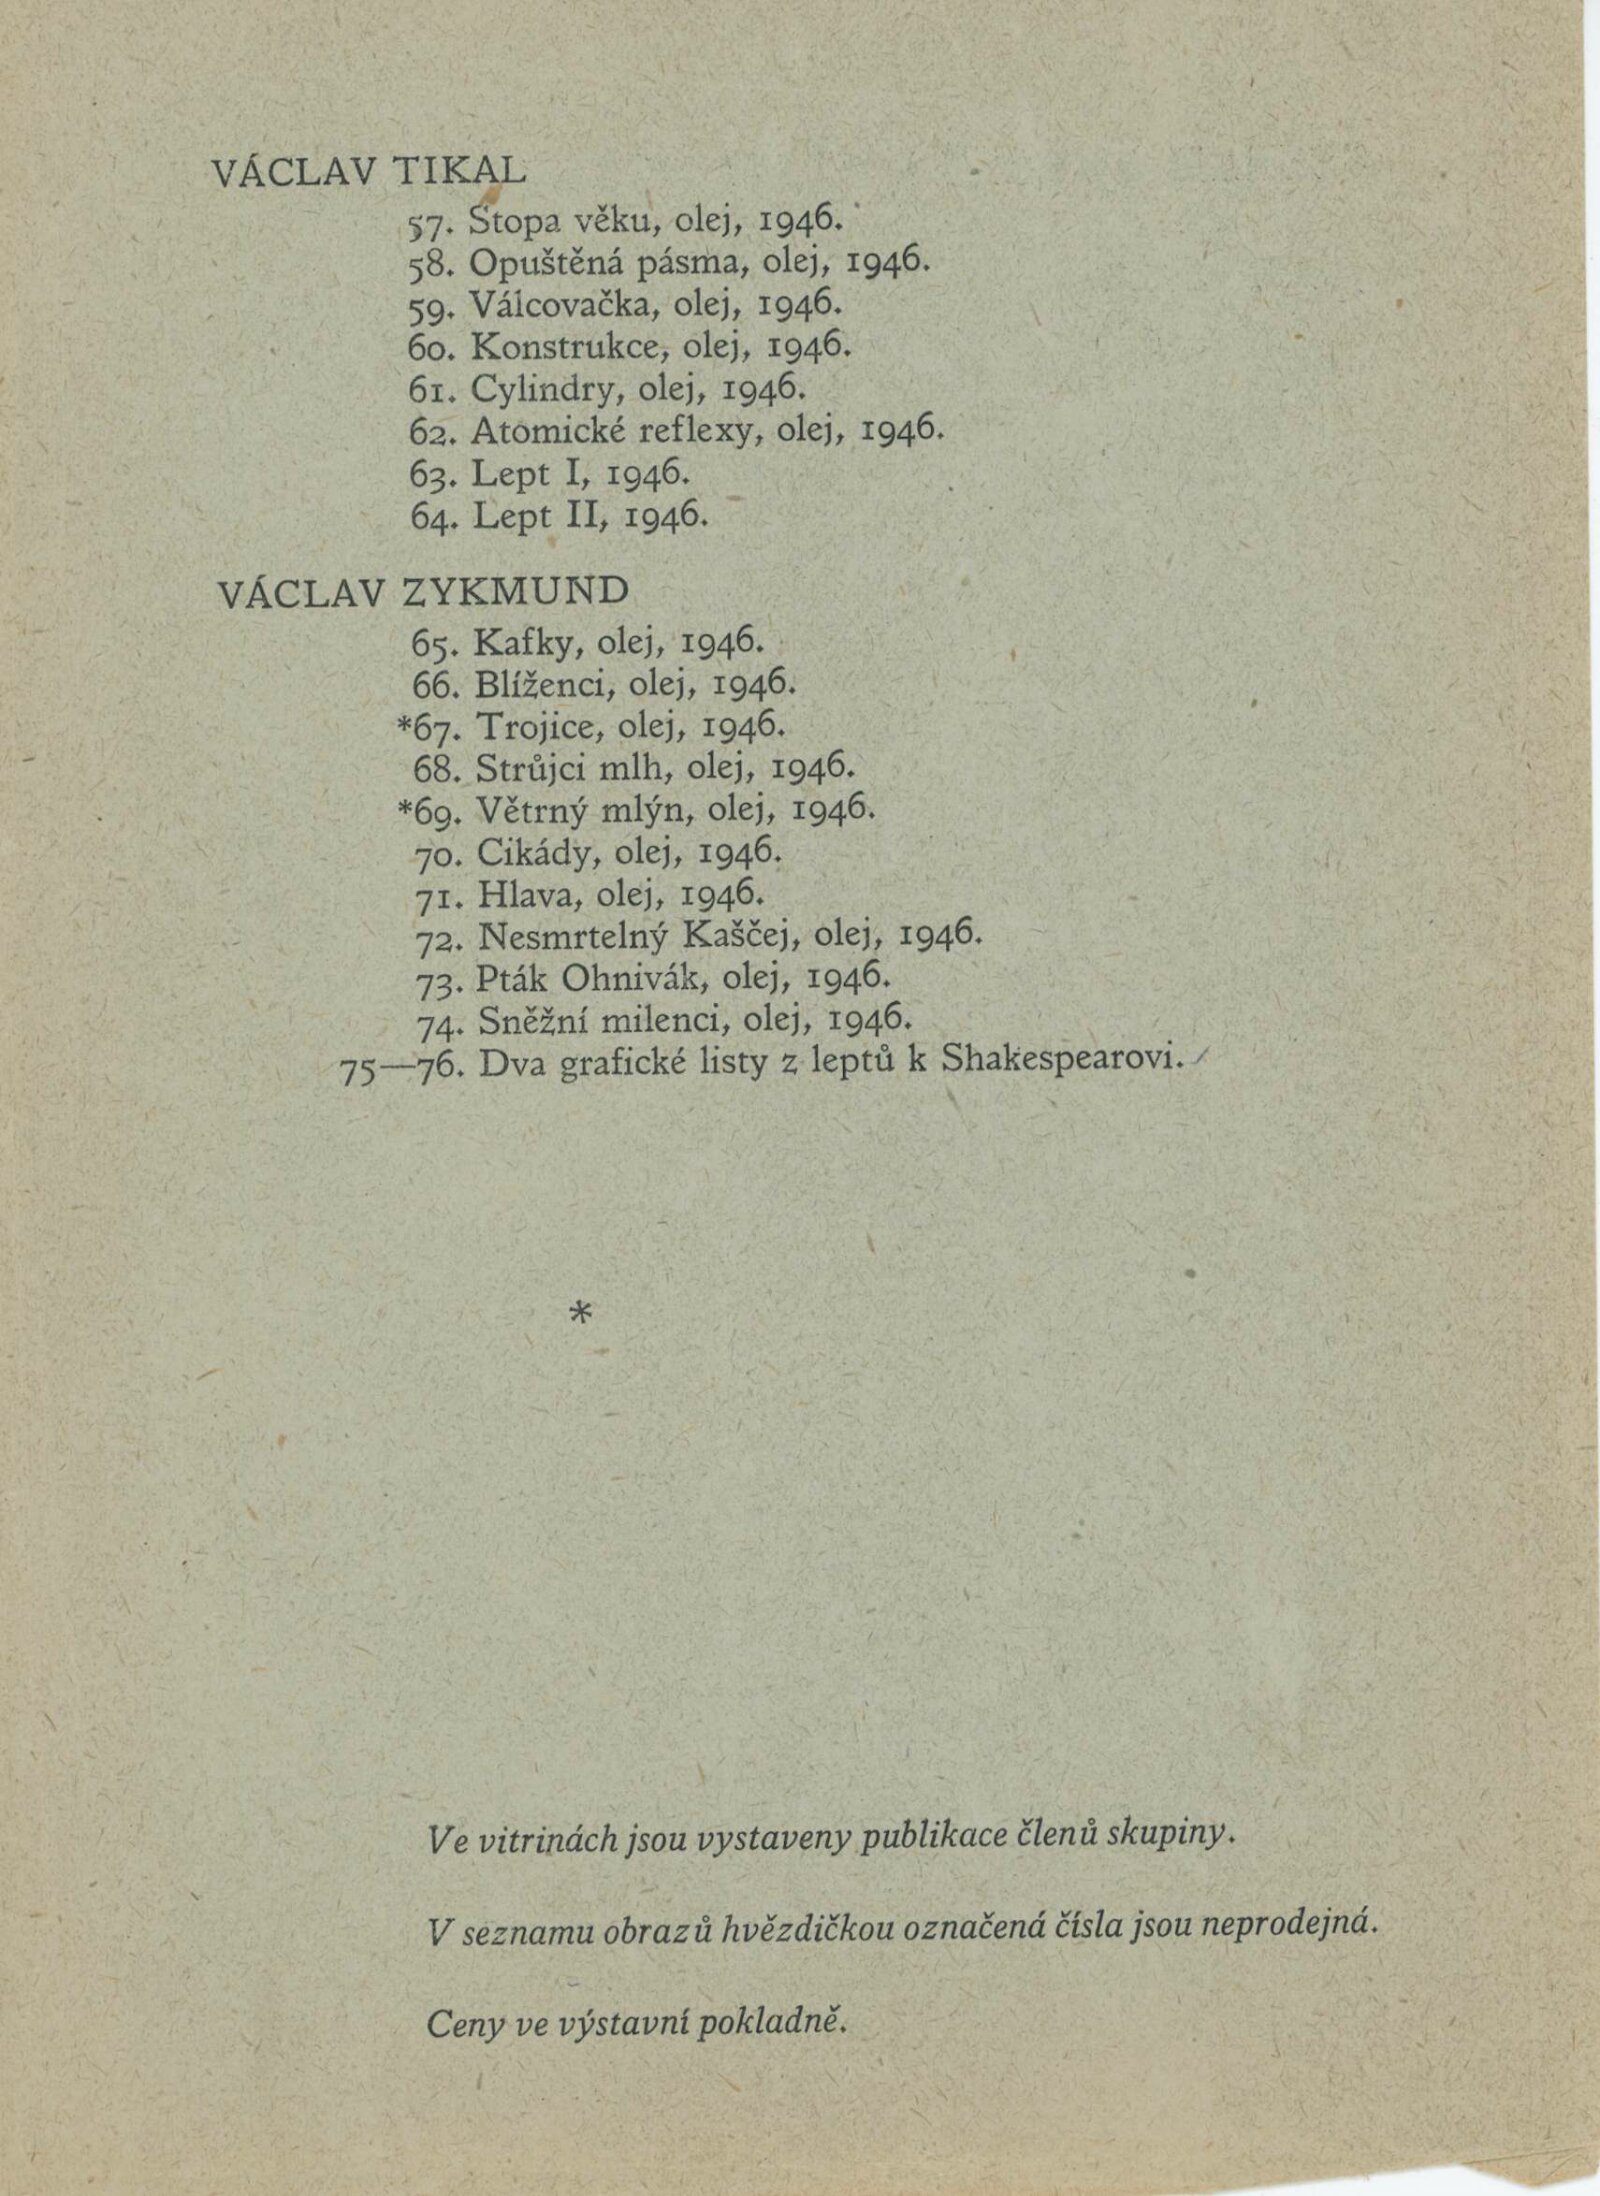 VÁCLAV TIKAL
57. Stopa věku, olej, 1946.
58. Opuštěná pásma, olej, 1946.
59. Válcovačka, olej, 1946.
60. Konstrukce, olej, 1946.
61. Cylindry, olej, 1946.
62. Atomické reflexy, olej, 1946.
63. Lept I, 1946.
64. Lept II, 1946.
VÁCLAV ZYKMUND
65. Kafky, olej, 1946.
66. Blíženci, olej, 1946.
*67. Trojice, olej, 1946.
68. Strůjci mlh, olej, 1946.
*69. Větrný mlýn, olej, 1946.
70. Cikády, olej, 1946.
71. Hlava, olej, 1946.
72. Nesmrtelný Kaščej, olej, 1946.
73. Pták Ohnivák, olej, 1946.
74. Sněžní milenci, olej, 1946.
75—76. Dva grafické listy z leptů k Shakespearovi.
*
Ve vitrinách jsou vystaveny publikace členů skupiny.
V seznamu obrazů hvězdičkou označená čísla jsou neprodejná.
Ceny ve výstavní pokladně.